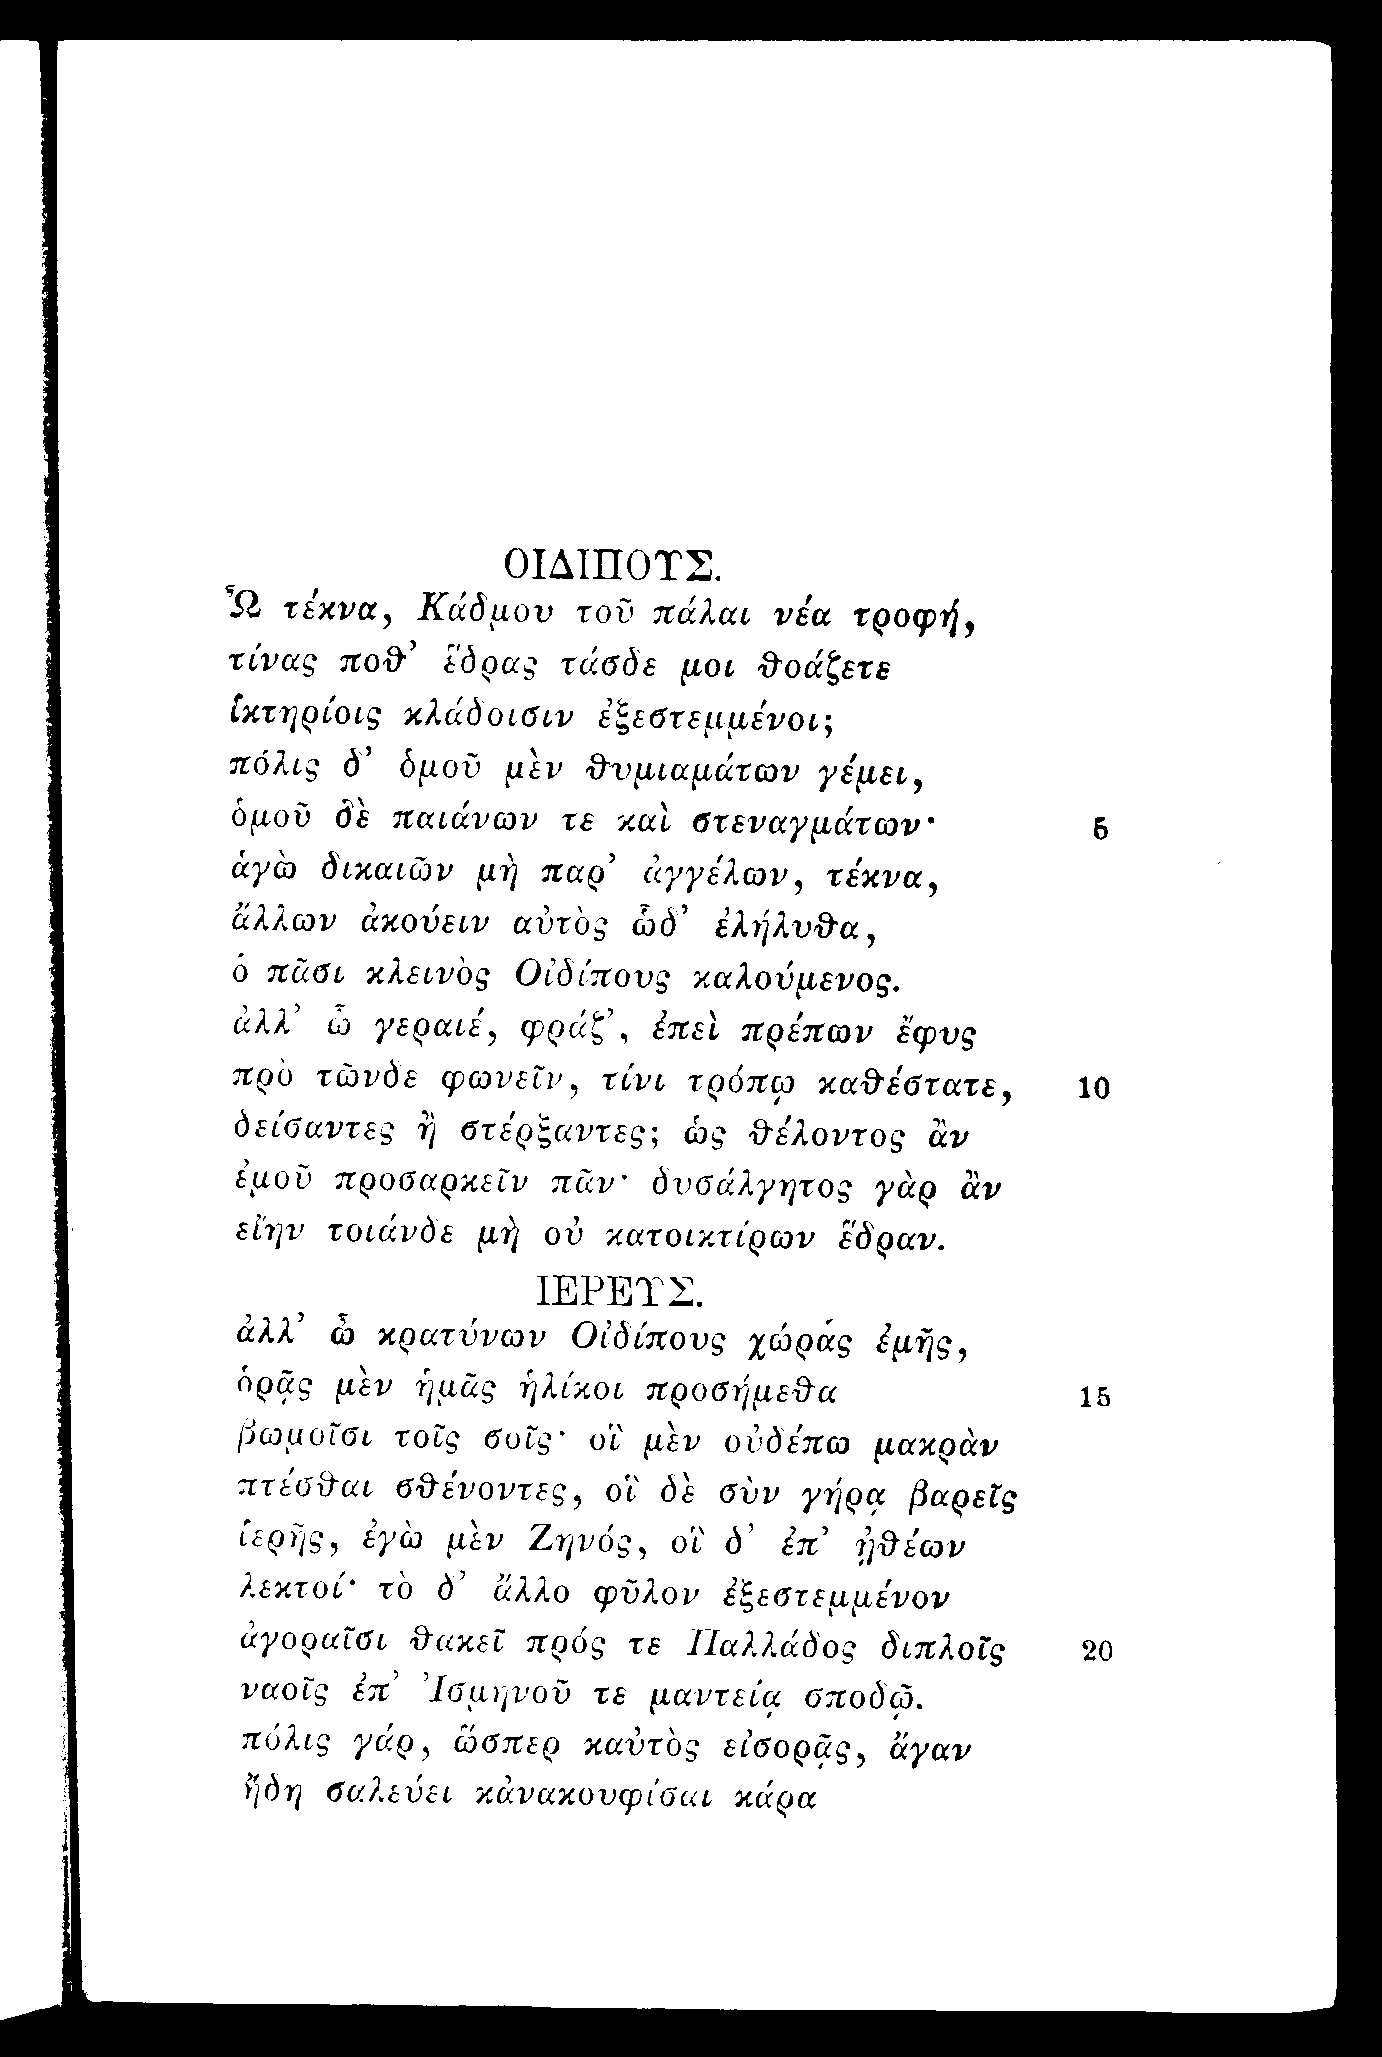 ΟΙΔΙΠΟΥΣ.
Ὦ τέκνα, Κάδμου τοῦ πάλαι νέα τροφή,
τίνας ποθ’ ἕδρας τάσδε μοι θοάζετε
ἱκτηρίοις κλάδοισιν ἐξεστεμμένοι;
πόλις δ’ ὁμοῦ μὲν θυμιαμάτων γέμει,
ὁμοῦ δὲ παιάνων τε καὶ στεναγμάτων· 5
ἁγὼ δικαιῶν μὴ παρ’ ἀγγέλων, τέκνα,
ἄλλων ἀκούειν αὐτὸς ὧδ’ ἐλήλυθα,
ὁ πᾶσι κλεινὸς Οἰδίπους καλούμενος.
ἀλλ’ ὦ γεραιέ, φράζ’, ἐπεὶ πρέπων ἔφυς
πρὸ τῶνδε φωνεῖν, τίνι τρόπῳ καθέστατε, 10
δείσαντες ἢ στέρξαντες; ὡς θέλοντος ἂν
ἐμοῦ προσαρκεῖν πᾶν· δυσάλγητος γὰρ ἂν
εἴην τοιάνδε μὴ οὐ κατοικτίρων ἕδραν.
ΙΕΡΕΥΣ.
ἀλλ’ ὦ κρατύνων Οἰδίπους χώρας ἐμῆς,
ὁρᾷς μὲν ἡμᾶς ἡλίκοι προσήμεθα 15
βωμοῖσι τοῖς σοῖς· οἳ μὲν οὐδέπω μακρὰν
πτέσθαι σθένοντες, οἳ δὲ σὺν γήρᾳ βαρεῖς
ἱερῆς, ἐγὼ μὲν Ζηνός, οἳ δ’ ἐπ’ ᾐθέων
λεκτοί· τὸ δ’ ἄλλο φῦλον ἐξεστεμμένον
ἀγοραῖσι θακεῖ πρός τε Παλλάδος διπλοῖς 20
ναοῖς ἐπ’ Ἰσμηνοῦ τε μαντείᾳ σποδῷ.
πόλις γάρ, ὥσπερ καὐτὸς εἰσορᾷς, ἄγαν
ἤδη σαλεύει κἀνακουφίσαι κάρα